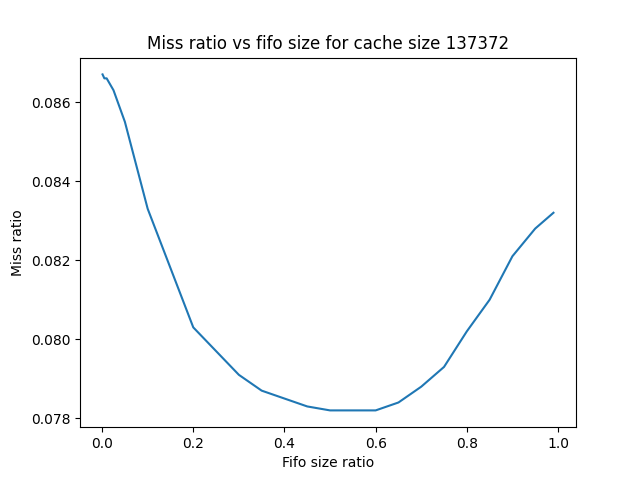 Miss ratio vs fifo size for cache size 137372
0.086
0.084
0.082
0.080
0.078
Miss ratio
0.0 0.2 0.4 0.6 0.8 1.0
Fifo size ratio